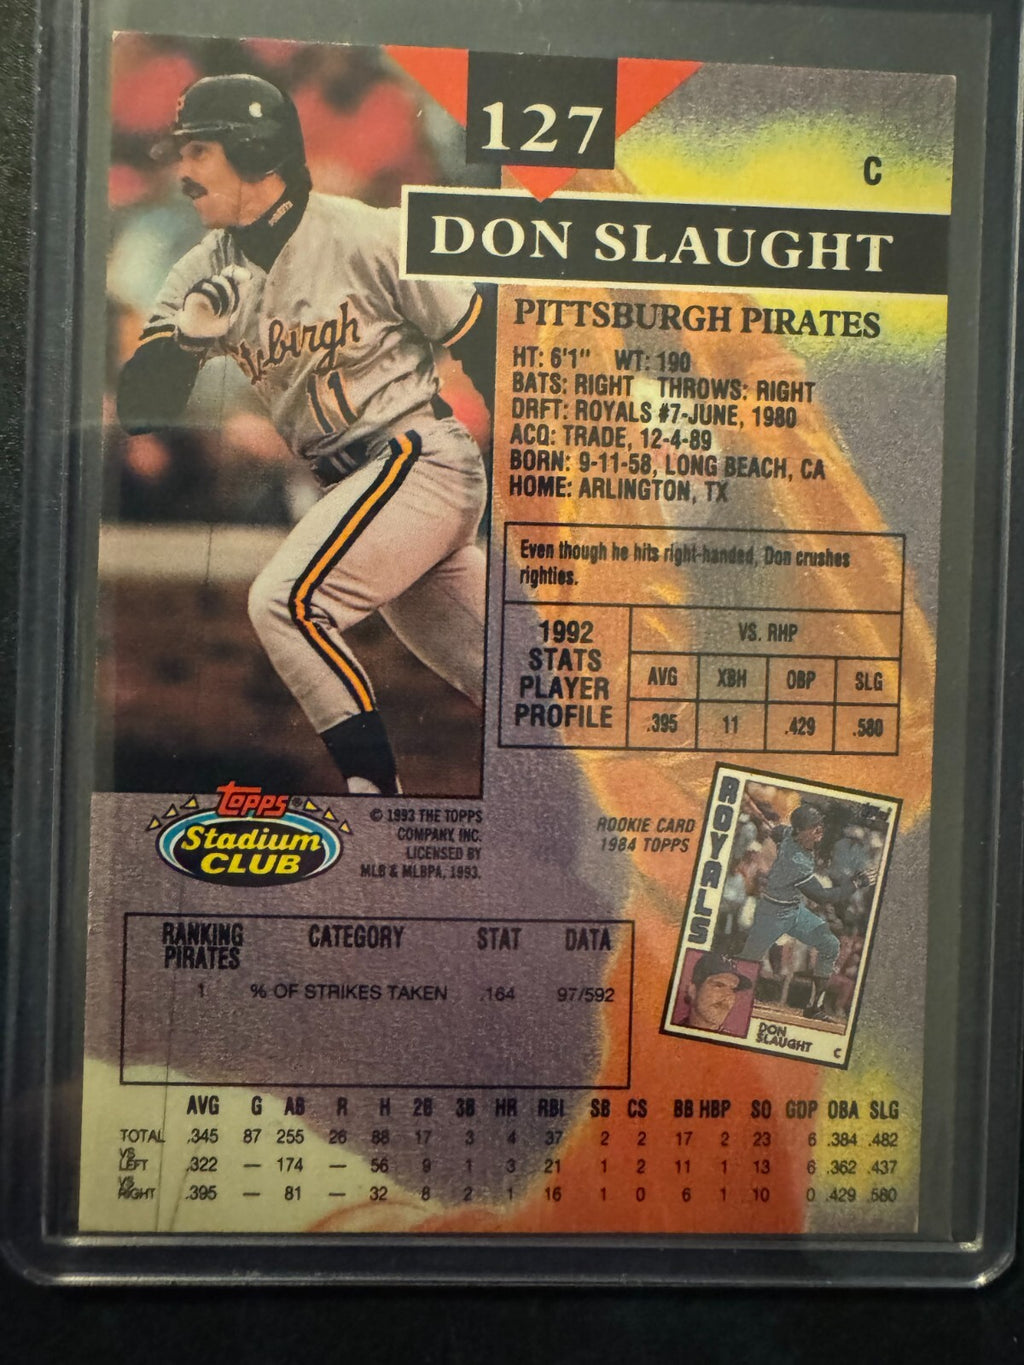 127
C
DON SLAUGHT
PITTSBURGH PIRATES
HT: 6'1" WT: 190
BATS: RIGHT THROWS: RIGHT
DRFT: ROYALS #7-JUNE, 1980
ACQ: TRADE, 12-4-89
BORN: 9-11-58, LONG BEACH, CA
HOME: ARLINGTON, TX
Even though he hits right-handed, Don crushes
righties.
1992
STATS
PLAYER
PROFILE
VS. RHP
AVG XBH OBP SLG
.395 11 .429 .580
11
ROOKIE CARD
1984 TOPPS
ROYALS
Topps
DON
SLAUGHT
C
TOPPS®
Stadium
CLUB
© 1993 THE TOPPS
COMPANY, INC.
LICENSED BY
MLB & MLBPA, 1993.
RANKING CATEGORY STAT DATA
PIRATES
1 % OF STRIKES TAKEN .164 97/592
AVG G AB R H 2B 3B HR RBI SB CS BB HBP SO GDP OBA SLG
TOTAL .345 87 255 26 88 17 3 4 37 2 2 17 2 23 6 .384 .482
VS
LEFT .322 — 174 — 56 9 1 3 21 1 2 11 1 13 6 .362 .437
VS
RIGHT .395 — 81 — 32 8 2 1 16 1 0 6 1 10 0 .429 .580